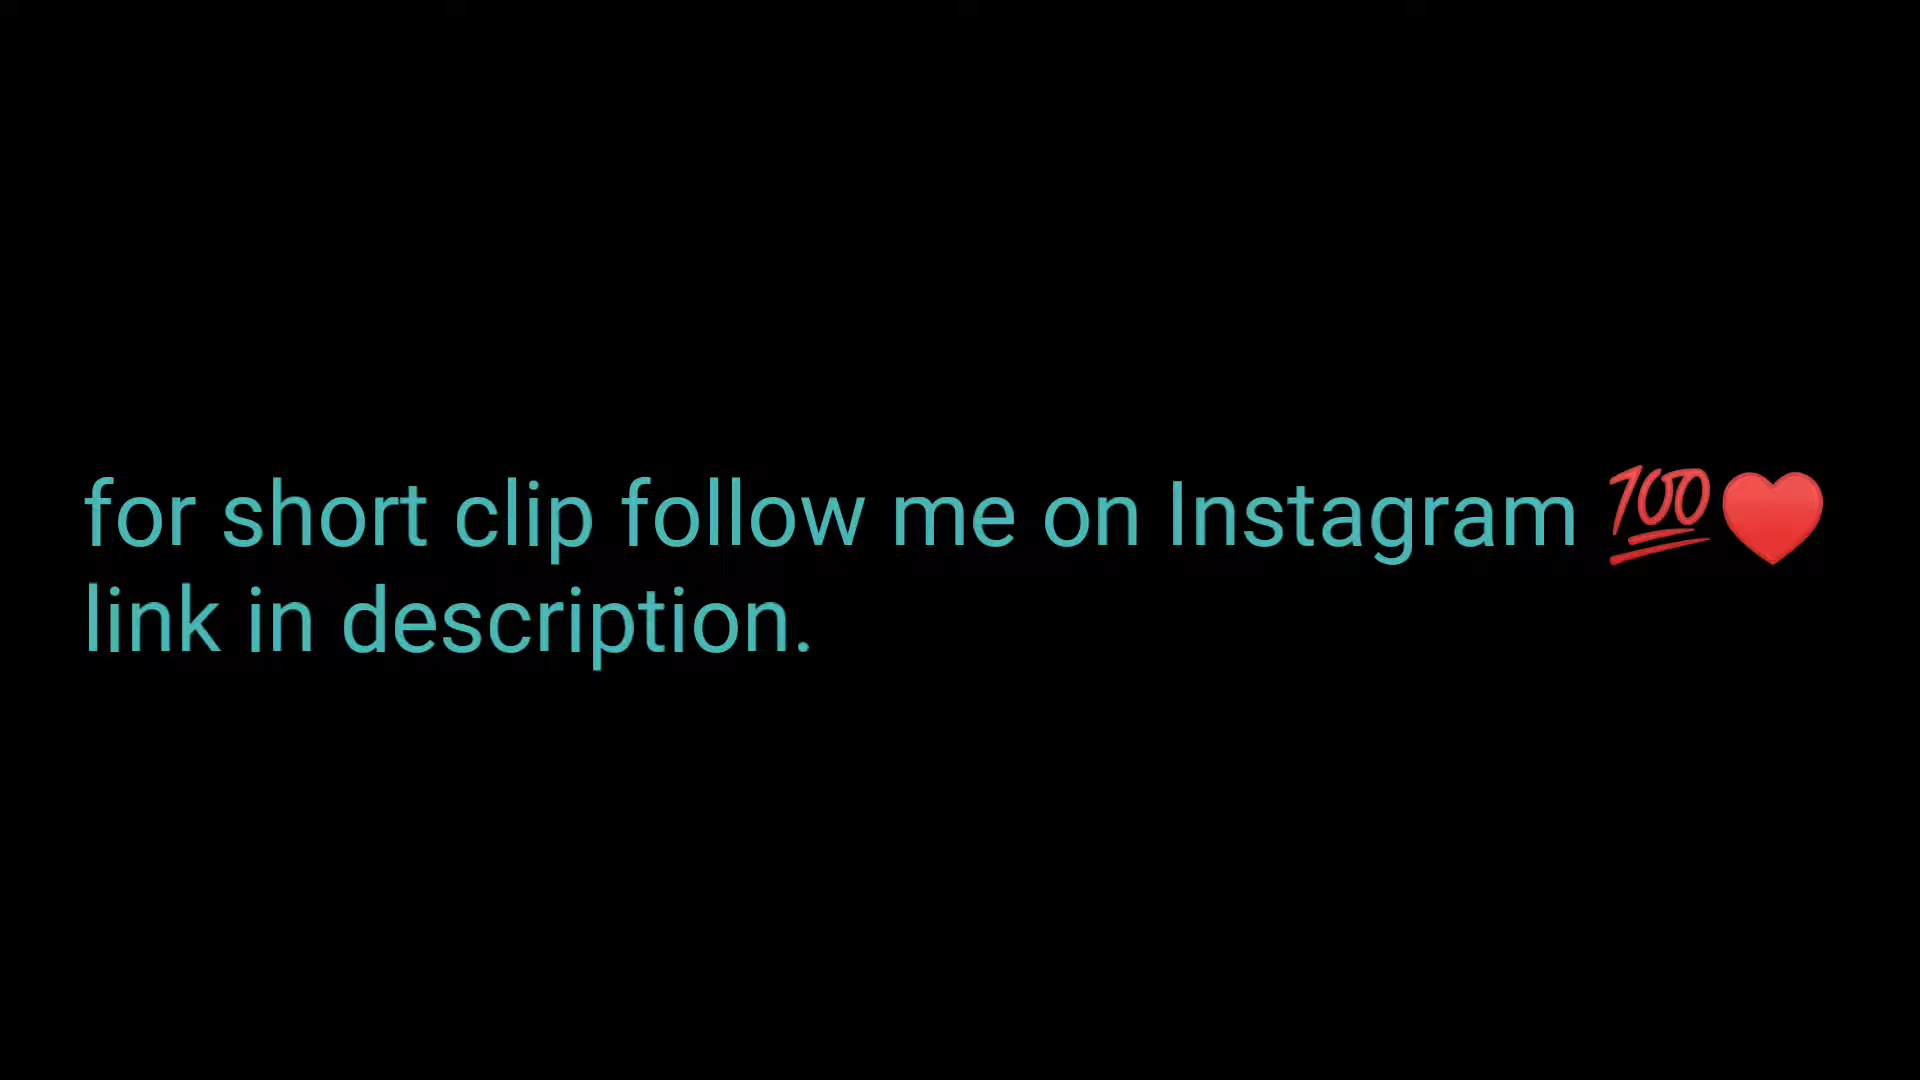 for short clip follow me on Instagram 💯♥️
link in description.